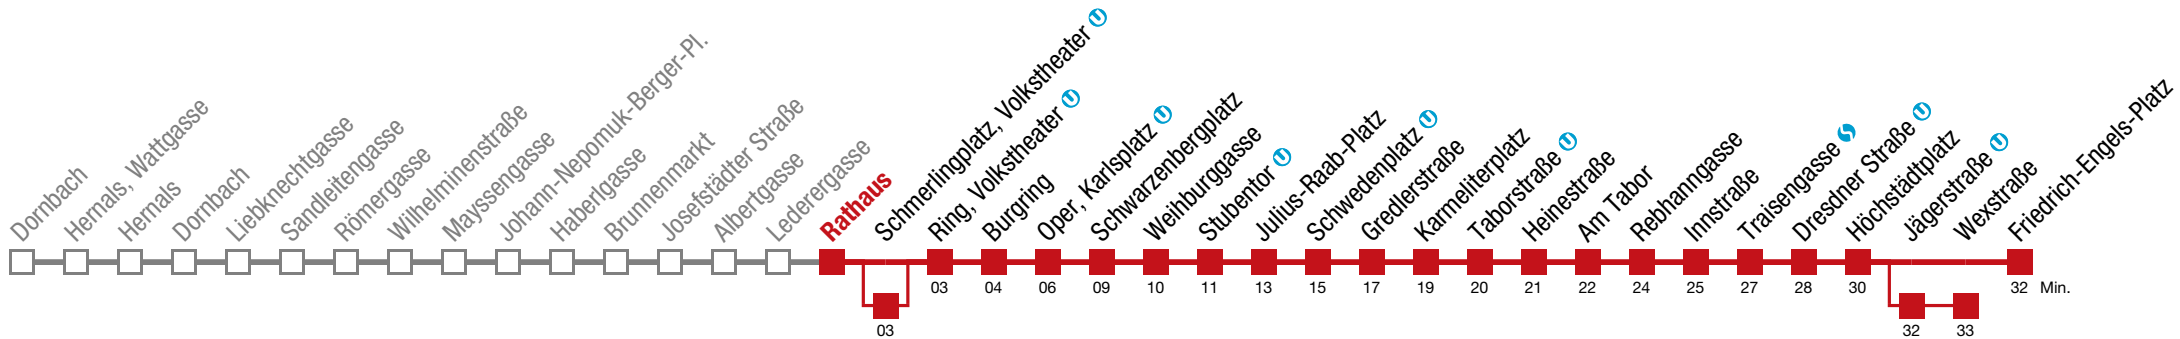 Dornbach
Hernals, Wattgasse
Hernals
Dornbach
Liebknechtgasse
Sandleitengasse
Römergasse
Wilhelminenstraße
Mayssengasse
Johann-Nepomuk-Berger-Pl.
Haberlgasse
Brunnenmarkt
Josefstädter Straße
Albertgasse
Lederergasse
Rathaus
Schmerlingplatz, Volkstheater U
Ring, Volkstheater U
Burgring
Oper, Karlsplatz U
Schwarzenbergplatz
Weihburggasse
Stubentor U
Julius-Raab-Platz
Schwedenplatz U
Gredlerstraße
Karmeliterplatz
Taborstraße U
Heinestraße
Am Tabor
Rebhanngasse
Innstraße
Traisengasse S
Dresdner Straße U
Höchstädtplatz
Jägerstraße U
Wexstraße
Friedrich-Engels-Platz
03 04 06 09 10 11 13 15 17 19 20 21 22 24 25 27 28 30 32 Min.
03 32 33